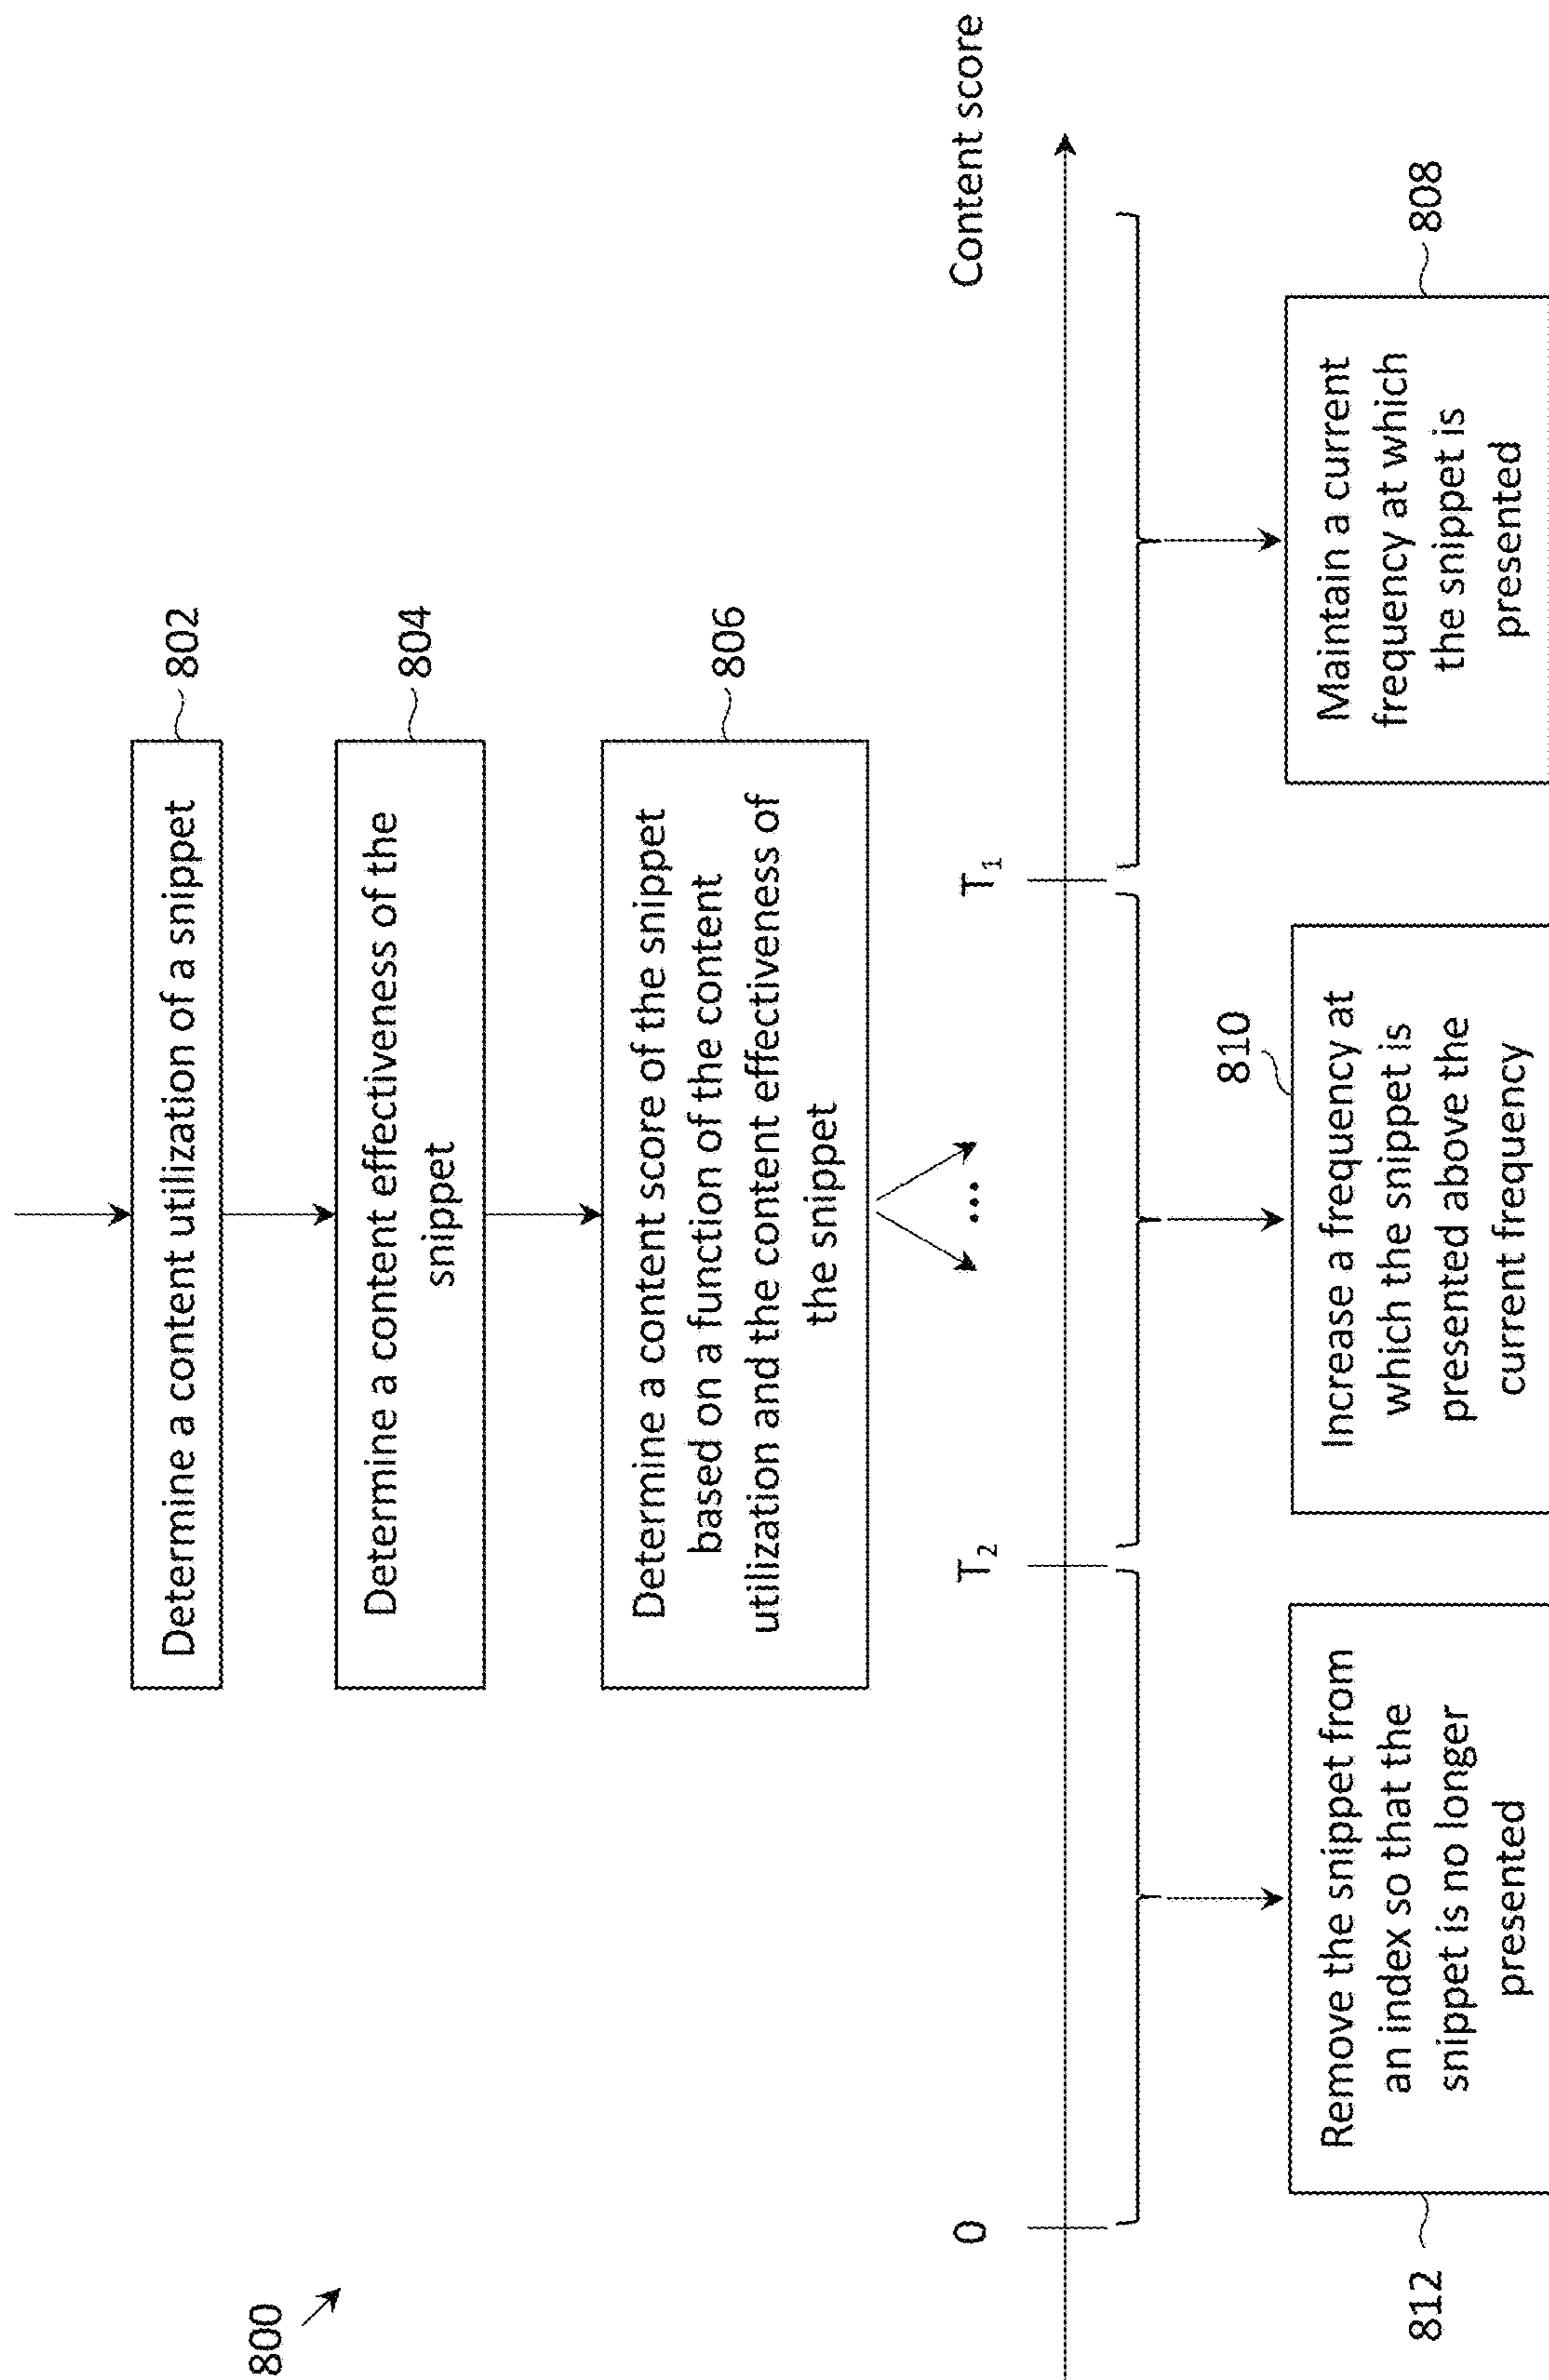 800
Determine a content utilization of a snippet
802
Determine a content effectiveness of the
snippet
804
Determine a content score of the snippet
based on a function of the content
utilization and the content effectiveness of
the snippet
806
...
0
T₂
T₁
Content score
Remove the snippet from
an index so that the
snippet is no longer
presented
812
Increase a frequency at
which the snippet is
presented above the
current frequency
810
Maintain a current
frequency at which
the snippet is
presented
808